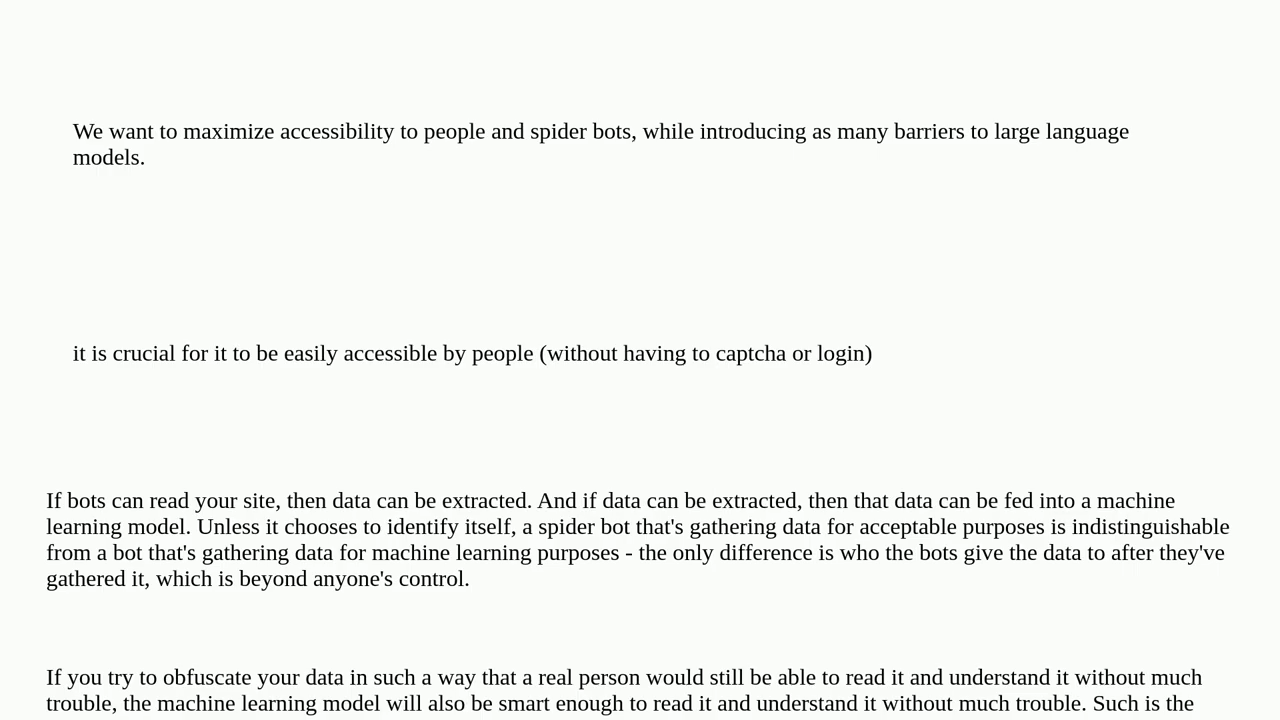 We want to maximize accessibility to people and spider bots, while introducing as many barriers to large language
models.
it is crucial for it to be easily accessible by people (without having to captcha or login)
If bots can read your site, then data can be extracted. And if data can be extracted, then that data can be fed into a machine
learning model. Unless it chooses to identify itself, a spider bot that's gathering data for acceptable purposes is indistinguishable
from a bot that's gathering data for machine learning purposes - the only difference is who the bots give the data to after they've
gathered it, which is beyond anyone's control.
If you try to obfuscate your data in such a way that a real person would still be able to read it and understand it without much
trouble, the machine learning model will also be smart enough to read it and understand it without much trouble. Such is the